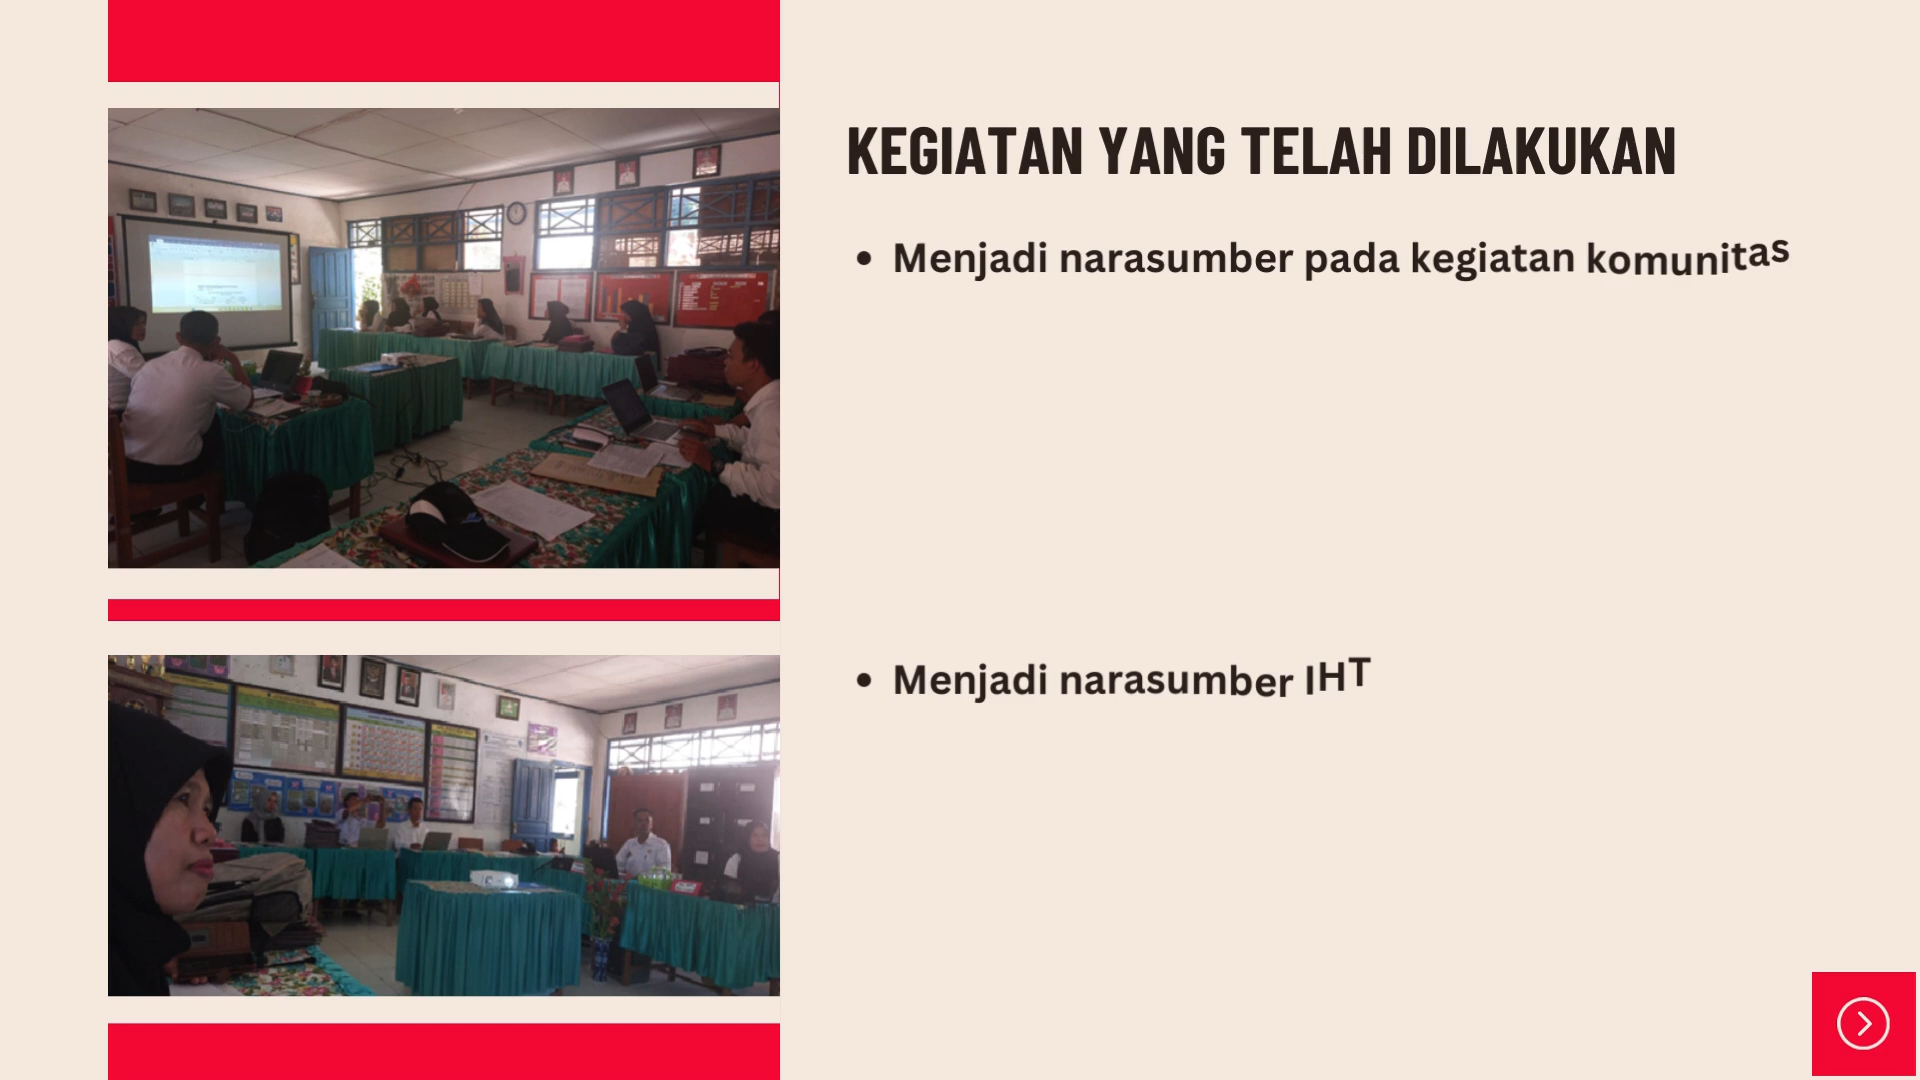 KEGIATAN YANG TELAH DILAKUKAN
• Menjadi narasumber pada kegiatan komunitas
• Menjadi narasumber IHT